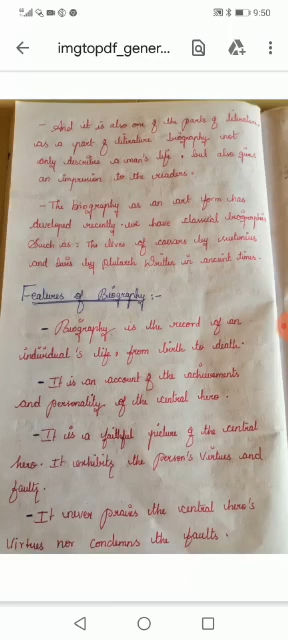 9:50
imgtopdf_gener...
- And it is also one of the parts of literature,
as a part of literature biography not
only describes a man's life, but also gives
an impression to the readers.
- The biography as an art form has
developed recently. we have classical biographies
Such as: The lives of caesars by
and lives by plutarch written in ancient times.
Features of Biography :-
- Biography is the record of an
individual's life, from birth to death.
- It is an account of the achievements
and personality of the central hero.
- It is a faithful picture of the central
hero. It exhibits the person's virtues and
faults.
- It never praises the central hero's
virtues nor condemns the faults.